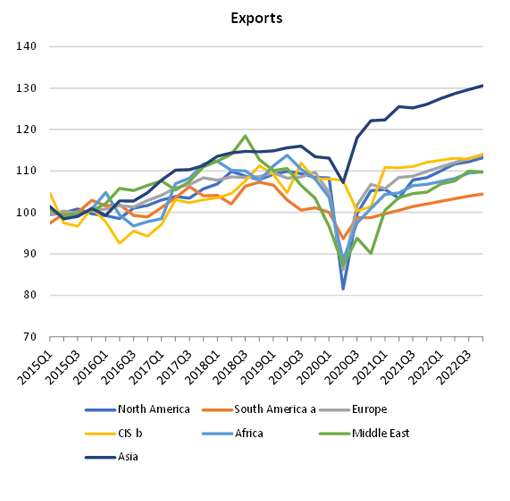 Exports
140
130
120
110
100
90
80
70
2015Q1
2015Q3
2016Q1
2016Q3
2017Q1
2017Q3
2018Q1
2018Q3
2019Q1
2019Q3
2020Q1
2020Q3
2021Q1
2021Q3
2022Q1
2022Q3
North America South America a Europe
CIS b Africa Middle East
Asia